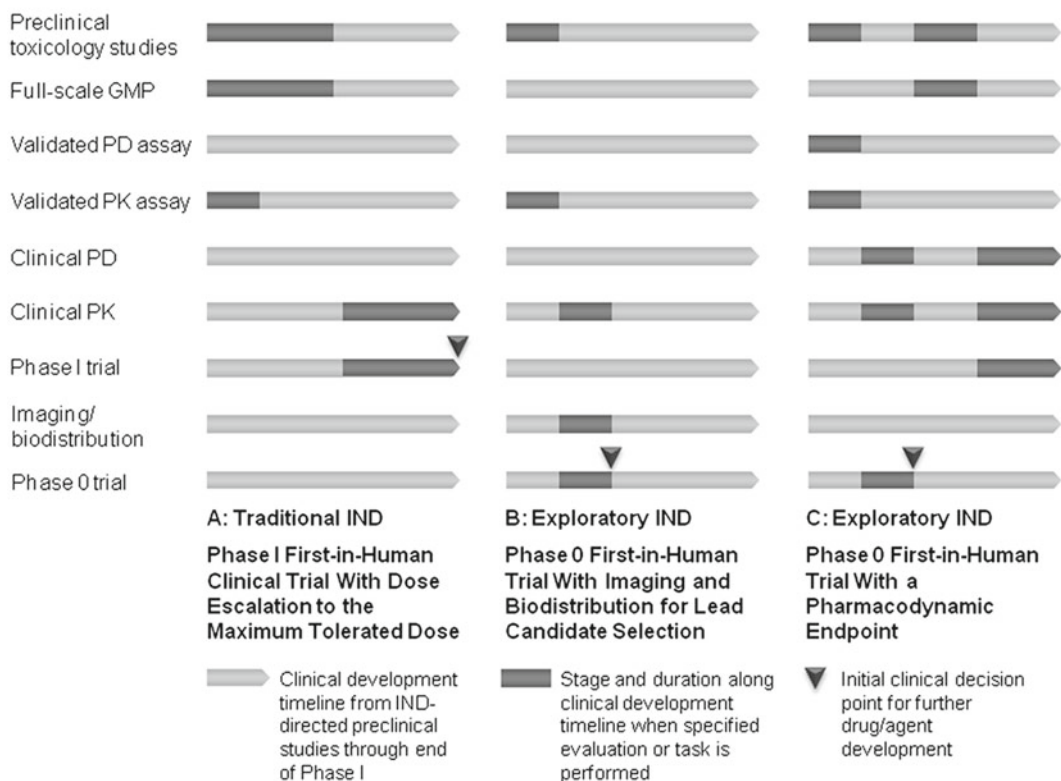 Preclinical
toxicology studies
Full-scale GMP
Validated PD assay
Validated PK assay
Clinical PD
Clinical PK
Phase I trial
Imaging/
biodistribution
Phase 0 trial
A: Traditional IND
Phase I First-in-Human
Clinical Trial With Dose
Escalation to the
Maximum Tolerated Dose
B: Exploratory IND
Phase 0 First-in-Human
Trial With Imaging and
Biodistribution for Lead
Candidate Selection
C: Exploratory IND
Phase 0 First-in-Human
Trial With a
Pharmacodynamic
Endpoint
Clinical development
timeline from IND-
directed preclinical
studies through end
of Phase I
Stage and duration along
clinical development
timeline when specified
evaluation or task is
performed
Initial clinical decision
point for further
drug/agent
development